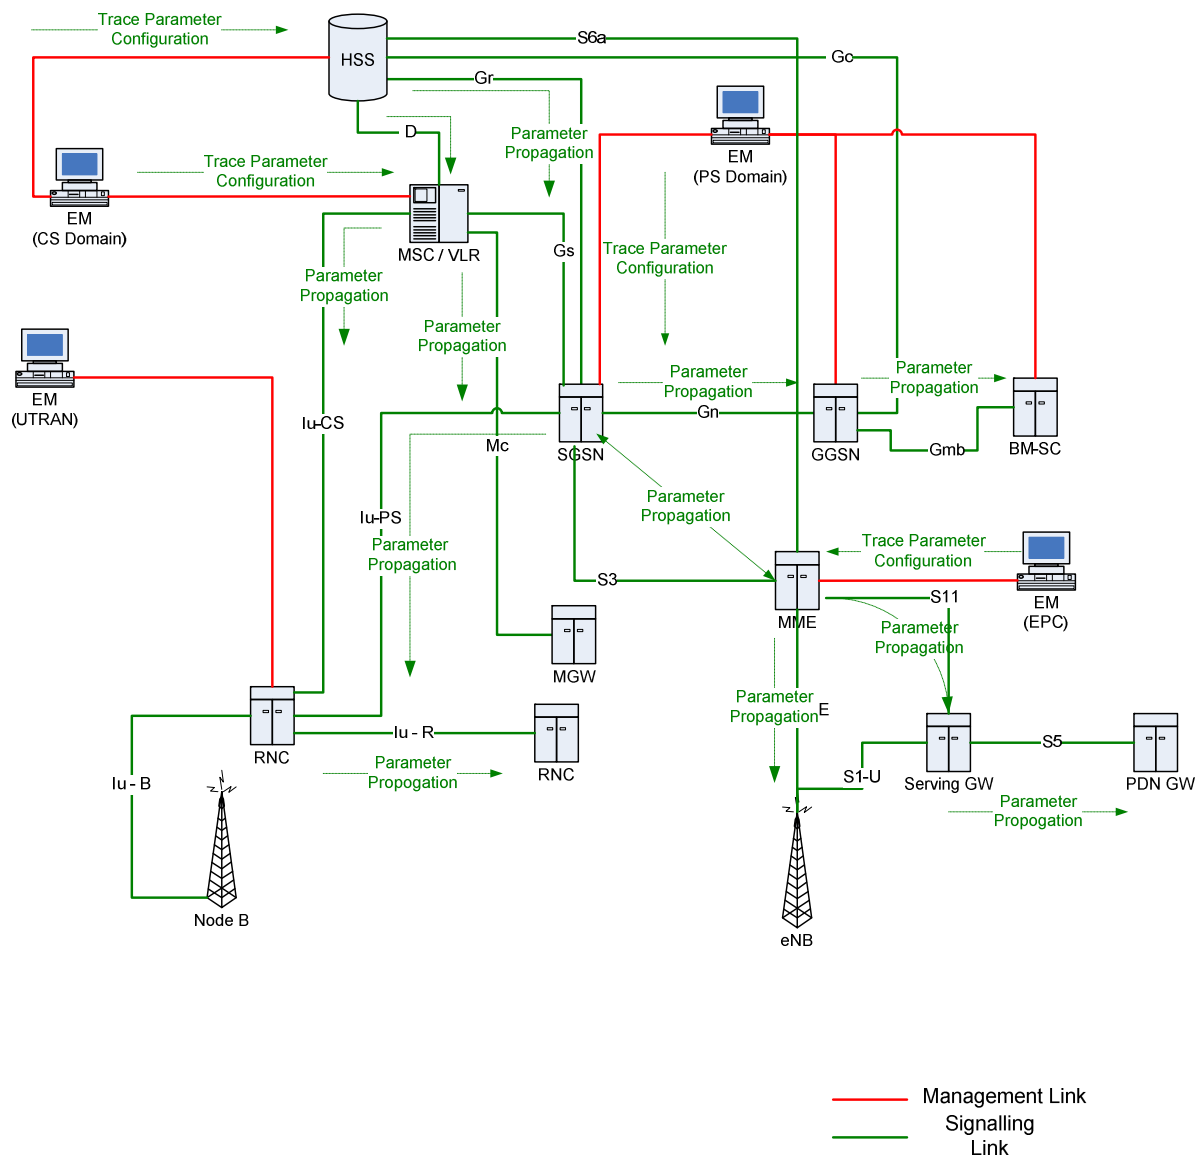 Trace Parameter
Configuration
HSS
S6a
Gc
Gr
D
Parameter
Propagation
EM
(PS Domain)
Trace Parameter
Configuration
EM
(CS Domain)
MSC / VLR
Gs
Trace Parameter
Configuration
Parameter
Propagation
Parameter
Propagation
EM
(UTRAN)
Parameter
Propagation
Parameter
Propagation
Iu-CS
Gn
Mc
SGSN
GGSN
Gmb
BM-SC
Parameter
Propagation
Iu-PS
Parameter
Propagation
Trace Parameter
Configuration
S3
MME
S11
EM
(EPC)
Parameter
Propagation
MGW
Parameter
Propagation
E
Iu - R
RNC
RNC
Parameter
Propogation
Iu - B
S1-U
S5
Serving GW
PDN GW
Parameter
Propogation
Node B
eNB
Management Link
Signalling
Link